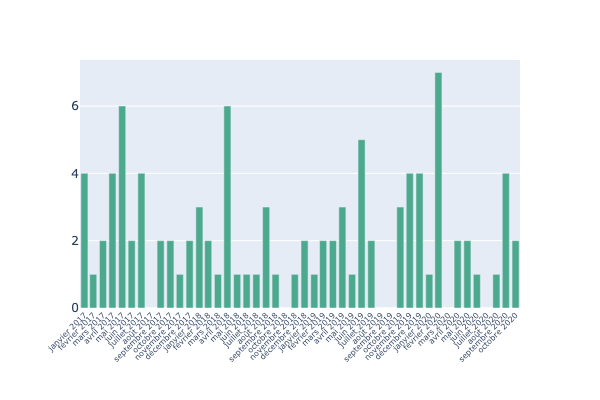 6
4
2
0
janvier 2017
février 2017
mars 2017
avril 2017
mai 2017
juin 2017
juillet 2017
août 2017
septembre 2017
octobre 2017
novembre 2017
décembre 2017
janvier 2018
février 2018
mars 2018
avril 2018
mai 2018
juin 2018
juillet 2018
août 2018
septembre 2018
octobre 2018
novembre 2018
décembre 2018
janvier 2019
février 2019
mars 2019
avril 2019
mai 2019
juin 2019
juillet 2019
août 2019
septembre 2019
octobre 2019
novembre 2019
décembre 2019
janvier 2020
février 2020
mars 2020
avril 2020
mai 2020
juin 2020
juillet 2020
août 2020
septembre 2020
octobre 2020